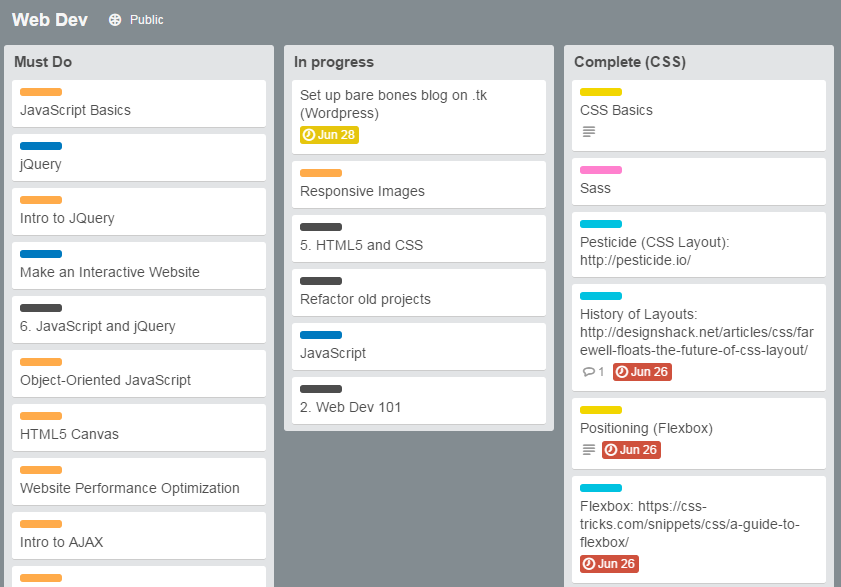 Web Dev Public
Must Do
JavaScript Basics
jQuery
Intro to JQuery
Make an Interactive Website
6. JavaScript and jQuery
Object-Oriented JavaScript
HTML5 Canvas
Website Performance Optimization
Intro to AJAX
In progress
Set up bare bones blog on .tk
(Wordpress)
Jun 28
Responsive Images
5. HTML5 and CSS
Refactor old projects
JavaScript
2. Web Dev 101
Complete (CSS)
CSS Basics
Sass
Pesticide (CSS Layout):
http://pesticide.io/
History of Layouts:
http://designshack.net/articles/css/far
ewell-floats-the-future-of-css-layout/
1 Jun 26
Positioning (Flexbox)
Jun 26
Flexbox: https://css-
tricks.com/snippets/css/a-guide-to-
flexbox/
Jun 26